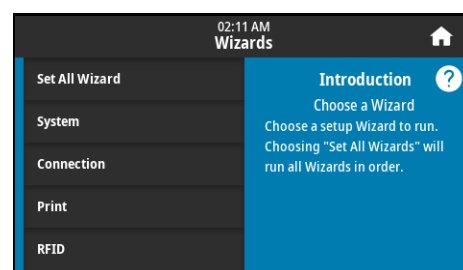 02:11 AM
Wizards
Set All Wizard
System
Connection
Print
RFID
Introduction
?
Choose a Wizard
Choose a setup Wizard to run.
Choosing "Set All Wizards" will
run all Wizards in order.